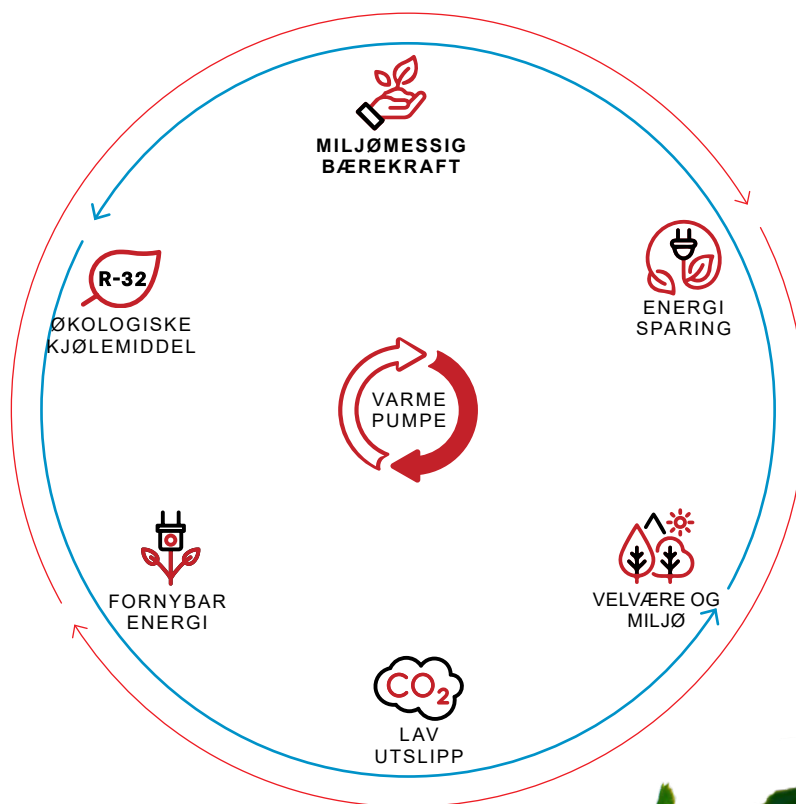 MILJØMESSIG
BÆREKRAFT
R-32
ØKOLOGISKE
KJØLEMIDDEL
ENERGI
SPARING
VARME
PUMPE
FORNYBAR
ENERGI
VELVÆRE OG
MILJØ
CO₂
LAV
UTSLIPP